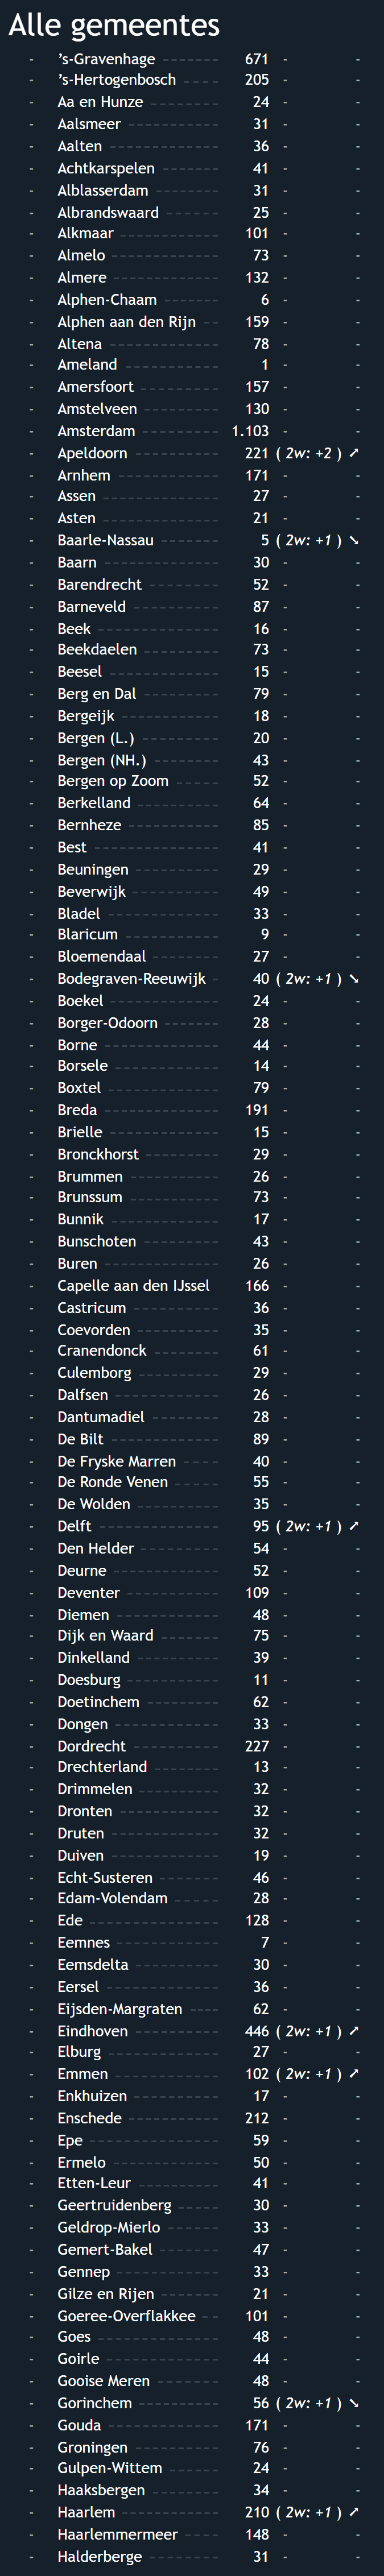 Alle gemeentes
- ’s-Gravenhage 671 - -
- ’s-Hertogenbosch 205 - -
- Aa en Hunze 24 - -
- Aalsmeer 31 - -
- Aalten 36 - -
- Achtkarspelen 41 - -
- Alblasserdam 31 - -
- Albrandswaard 25 - -
- Alkmaar 101 - -
- Almelo 73 - -
- Almere 132 - -
- Alphen-Chaam 6 - -
- Alphen aan den Rijn 159 - -
- Altena 78 - -
- Ameland 1 - -
- Amersfoort 157 - -
- Amstelveen 130 - -
- Amsterdam 1.103 - -
- Apeldoorn 221 ( 2w: +2 ) ➚
- Arnhem 171 - -
- Assen 27 - -
- Asten 21 - -
- Baarle-Nassau 5 ( 2w: +1 ) ➘
- Baarn 30 - -
- Barendrecht 52 - -
- Barneveld 87 - -
- Beek 16 - -
- Beekdaelen 73 - -
- Beesel 15 - -
- Berg en Dal 79 - -
- Bergeijk 18 - -
- Bergen (L.) 20 - -
- Bergen (NH.) 43 - -
- Bergen op Zoom 52 - -
- Berkelland 64 - -
- Bernheze 85 - -
- Best 41 - -
- Beuningen 29 - -
- Beverwijk 49 - -
- Bladel 33 - -
- Blaricum 9 - -
- Bloemendaal 27 - -
- Bodegraven-Reeuwijk 40 ( 2w: +1 ) ➘
- Boekel 24 - -
- Borger-Odoorn 28 - -
- Borne 44 - -
- Borsele 14 - -
- Boxtel 79 - -
- Breda 191 - -
- Brielle 15 - -
- Bronckhorst 29 - -
- Brummen 26 - -
- Brunssum 73 - -
- Bunnik 17 - -
- Bunschoten 43 - -
- Buren 26 - -
- Capelle aan den IJssel 166 - -
- Castricum 36 - -
- Coevorden 35 - -
- Cranendonck 61 - -
- Culemborg 29 - -
- Dalfsen 26 - -
- Dantumadiel 28 - -
- De Bilt 89 - -
- De Fryske Marren 40 - -
- De Ronde Venen 55 - -
- De Wolden 35 - -
- Delft 95 ( 2w: +1 ) ➚
- Den Helder 54 - -
- Deurne 52 - -
- Deventer 109 - -
- Diemen 48 - -
- Dijk en Waard 75 - -
- Dinkelland 39 - -
- Doesburg 11 - -
- Doetinchem 62 - -
- Dongen 33 - -
- Dordrecht 227 - -
- Drechterland 13 - -
- Drimmelen 32 - -
- Dronten 32 - -
- Druten 32 - -
- Duiven 19 - -
- Echt-Susteren 46 - -
- Edam-Volendam 28 - -
- Ede 128 - -
- Eemnes 7 - -
- Eemsdelta 30 - -
- Eersel 36 - -
- Eijsden-Margraten 62 - -
- Eindhoven 446 ( 2w: +1 ) ➚
- Elburg 27 - -
- Emmen 102 ( 2w: +1 ) ➚
- Enkhuizen 17 - -
- Enschede 212 - -
- Epe 59 - -
- Ermelo 50 - -
- Etten-Leur 41 - -
- Geertruidenberg 30 - -
- Geldrop-Mierlo 33 - -
- Gemert-Bakel 47 - -
- Gennep 33 - -
- Gilze en Rijen 21 - -
- Goeree-Overflakkee 101 - -
- Goes 48 - -
- Goirle 44 - -
- Gooise Meren 48 - -
- Gorinchem 56 ( 2w: +1 ) ➘
- Gouda 171 - -
- Groningen 76 - -
- Gulpen-Wittem 24 - -
- Haaksbergen 34 - -
- Haarlem 210 ( 2w: +1 ) ➚
- Haarlemmermeer 148 - -
- Halderberge 31 - -